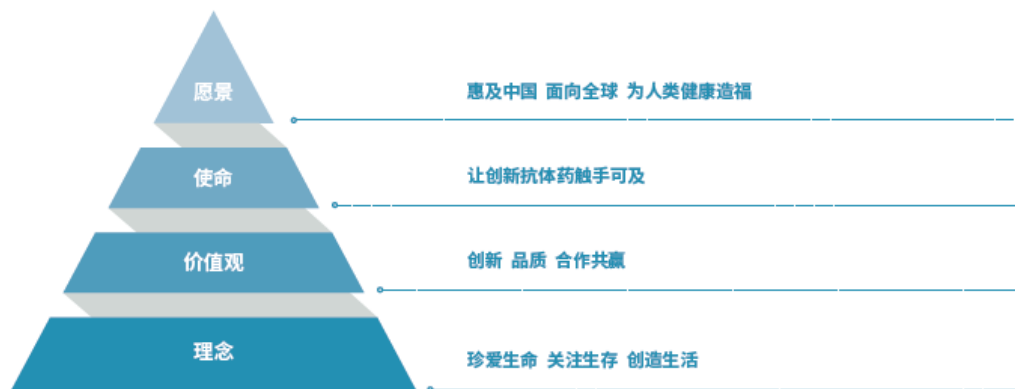 愿景
惠及中国 面向全球 为人类健康造福
使命
让创新抗体药触手可及
价值观
创新 品质 合作共赢
理念
珍爱生命 关注生存 创造生活